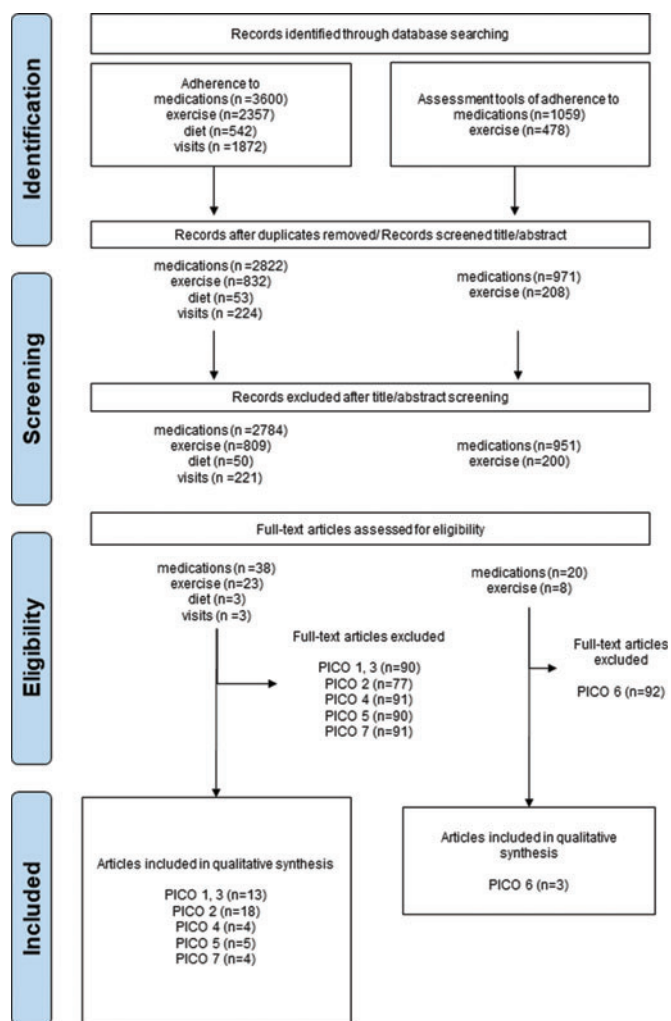 Identification
Records identified through database searching
Adherence to
medications (n =3600)
exercise (n=2357)
diet (n=542)
visits (n =1872)
Assessment tools of adherence to
medications (n=1059)
exercise (n=478)
Records after duplicates removed/ Records screened title/abstract
Screening
medications (n =2822)
exercise (n=832)
diet (n=53)
visits (n =224)
medications (n=971)
exercise (n=208)
Records excluded after title/abstract screening
medications (n =2784)
exercise (n=809)
diet (n=50)
visits (n =221)
medications (n=951)
exercise (n=200)
Eligibility
Full-text articles assessed for eligibility
medications (n =38)
exercise (n=23)
diet (n=3)
visits (n =3)
medications (n=20)
exercise (n=8)
Full-text articles excluded
PICO 1, 3 (n=90)
PICO 2 (n=77)
PICO 4 (n=91)
PICO 5 (n=90)
PICO 7 (n=91)
Full-text articles
excluded
PICO 6 (n=92)
Included
Articles included in qualitative synthesis
PICO 1, 3 (n=13)
PICO 2 (n=18)
PICO 4 (n=4)
PICO 5 (n=5)
PICO 7 (n=4)
Articles included in qualitative
synthesis
PICO 6 (n=3)